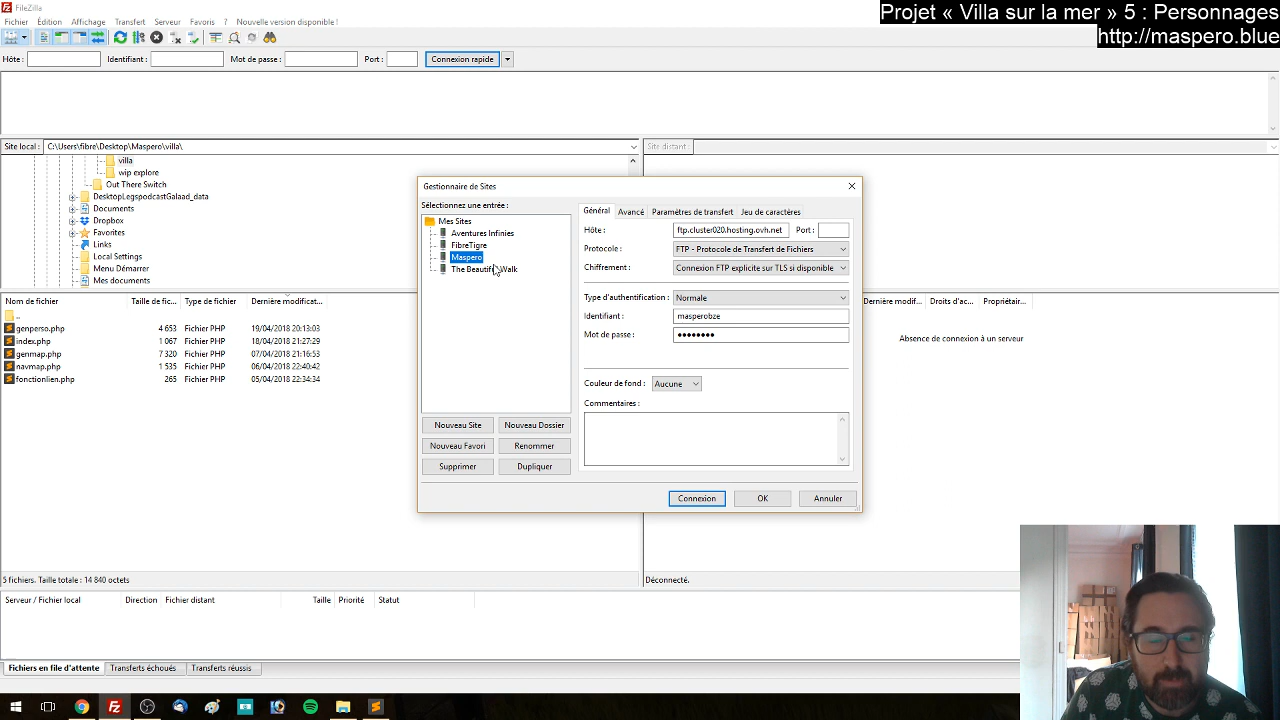 FileZilla
Projet « Villa sur la mer » 5 : Personnages
http://maspero.blue
Fichier Édition Affichage Transfert Serveur Favoris ? Nouvelle version disponible !
Hôte : Identifiant : Mot de passe : Port : Connexion rapide
Site local : C:\Users\fibre\Desktop\Maspero\villa\
Site distant :
villa
wip explore
Out There Switch
DesktopLegspodcastGalaad_data
Documents
Dropbox
Favorites
Links
Local Settings
Menu Démarrer
Mes documents
Nom de fichier Taille de fic... Type de fichier Dernière modificat...
..
genperso.php 4 653 Fichier PHP 19/04/2018 20:13:03
index.php 1 067 Fichier PHP 18/04/2018 21:27:29
genmap.php 7 320 Fichier PHP 07/04/2018 21:16:53
navmap.php 1 535 Fichier PHP 06/04/2018 22:40:42
fonctionlien.php 265 Fichier PHP 05/04/2018 22:34:34
Gestionnaire de Sites
Sélectionnez une entrée :
Mes Sites
Aventures Infinies
FibreTigre
Maspero
The Beautiful Walk
Nouveau Site Nouveau Dossier
Nouveau Favori Renommer
Supprimer Dupliquer
Général Avancé Paramètres de transfert Jeu de caractères
Hôte : ftp.cluster020.hosting.ovh.net Port :
Protocole : FTP - Protocole de Transfert de Fichiers
Chiffrement : Connexion FTP explicite sur TLS si disponible
Type d'authentification : Normale
Identifiant : masperobze
Mot de passe : ●●●●●●●●
Couleur de fond : Aucune
Commentaires :
Connexion OK Annuler
Dernière modif... Droits d'ac... Propriétair...
Absence de connexion à un serveur
5 fichiers. Taille totale : 14 840 octets
Déconnecté.
Serveur / Fichier local Direction Fichier distant Taille Priorité Statut
Fichiers en file d'attente Transferts échoués Transferts réussis